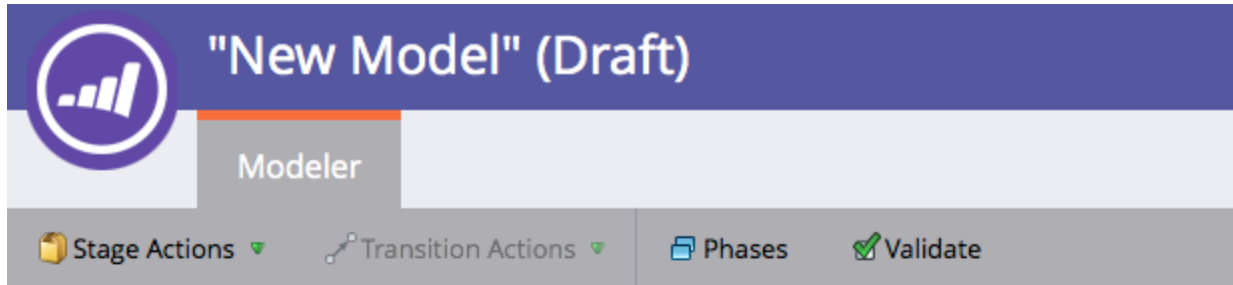 "New Model" (Draft)
Modeler
Stage Actions Transition Actions Phases Validate